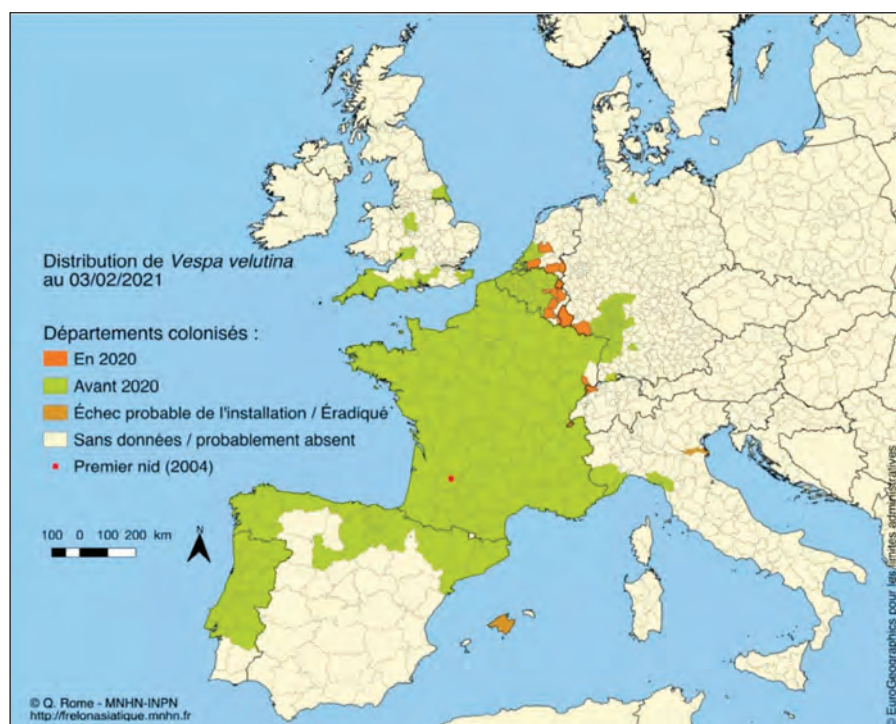 Distribution de Vespa velutina
au 03/02/2021
Départements colonisés :
En 2020
Avant 2020
Échec probable de l'installation / Éradiqué
Sans données / probablement absent
Premier nid (2004)
100 0 100 200 km
N
© Q. Rome - MNHN-INPN
http://frelonasiatique.mnhn.fr
EuroGeographics pour les limites administratives